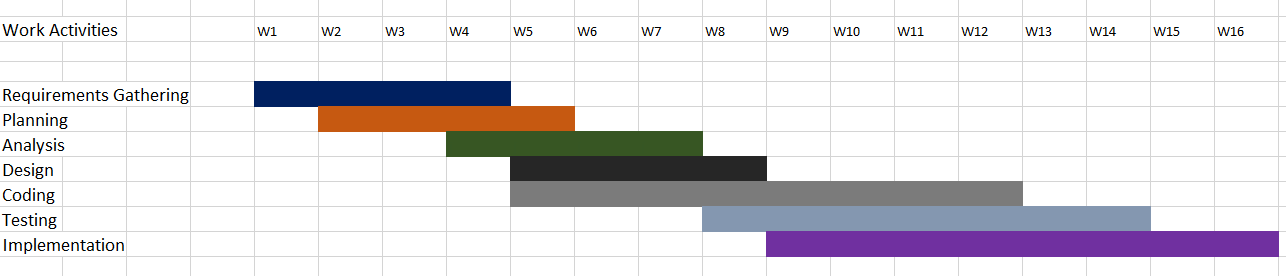 Work Activities W1 W2 W3 W4 W5 W6 W7 W8 W9 W10 W11 W12 W13 W14 W15 W16
Requirements Gathering
Planning
Analysis
Design
Coding
Testing
Implementation